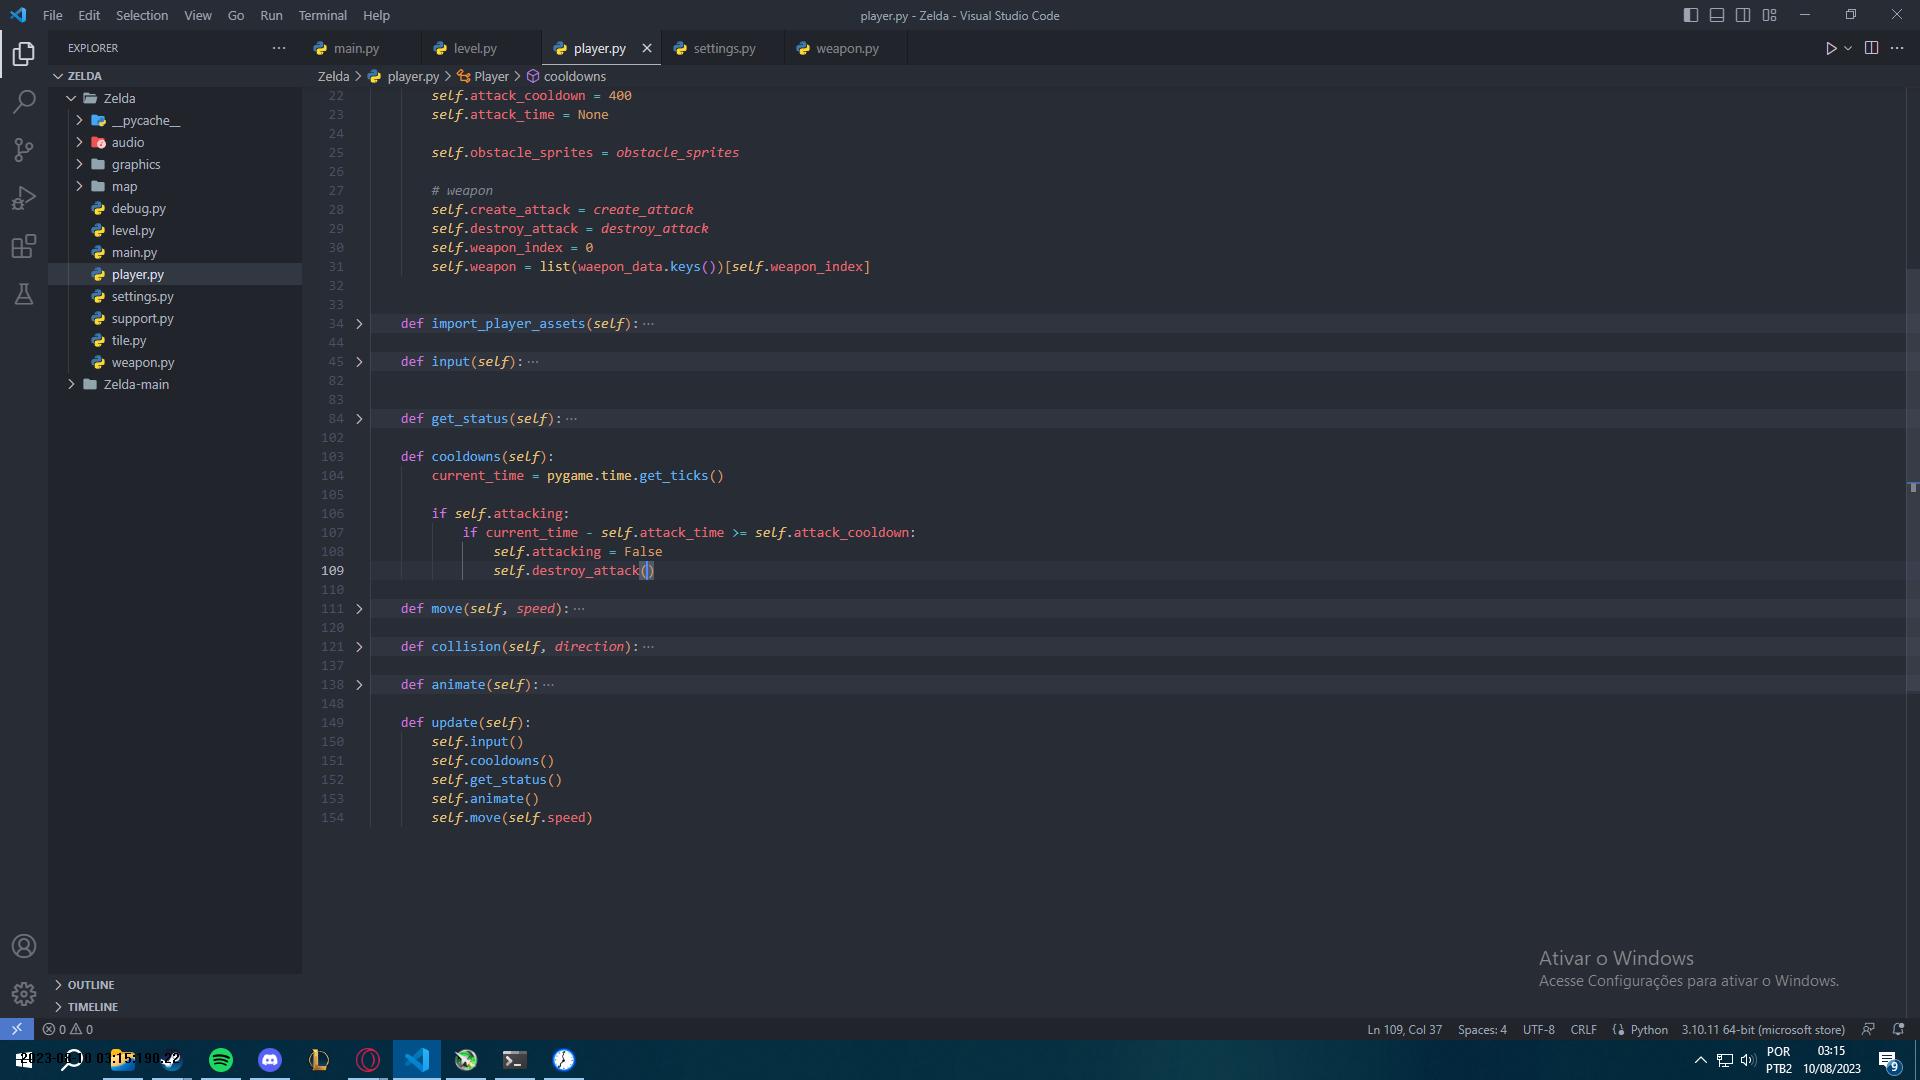 File Edit Selection View Go Run Terminal Help
player.py - Zelda - Visual Studio Code
EXPLORER
main.py level.py player.py settings.py weapon.py
ZELDA
Zelda > player.py > Player > cooldowns
Zelda
__pycache__
audio
graphics
map
debug.py
level.py
main.py
player.py
settings.py
support.py
tile.py
weapon.py
Zelda-main
OUTLINE
TIMELINE
22 self.attack_cooldown = 400
23 self.attack_time = None
24
25 self.obstacle_sprites = obstacle_sprites
26
27 # weapon
28 self.create_attack = create_attack
29 self.destroy_attack = destroy_attack
30 self.weapon_index = 0
31 self.weapon = list(waepon_data.keys())[self.weapon_index]
32
33
34 def import_player_assets(self): ...
44
45 def input(self): ...
82
83
84 def get_status(self): ...
102
103 def cooldowns(self):
104 current_time = pygame.time.get_ticks()
105
106 if self.attacking:
107 if current_time - self.attack_time >= self.attack_cooldown:
108 self.attacking = False
109 self.destroy_attack()
110
111 def move(self, speed): ...
120
121 def collision(self, direction): ...
137
138 def animate(self): ...
148
149 def update(self):
150 self.input()
151 self.cooldowns()
152 self.get_status()
153 self.animate()
154 self.move(self.speed)
Ativar o Windows
Acesse Configurações para ativar o Windows.
0 0
Ln 109, Col 37 Spaces: 4 UTF-8 CRLF Python 3.10.11 64-bit (microsoft store)
POR
PTB2
03:15
10/08/2023
9